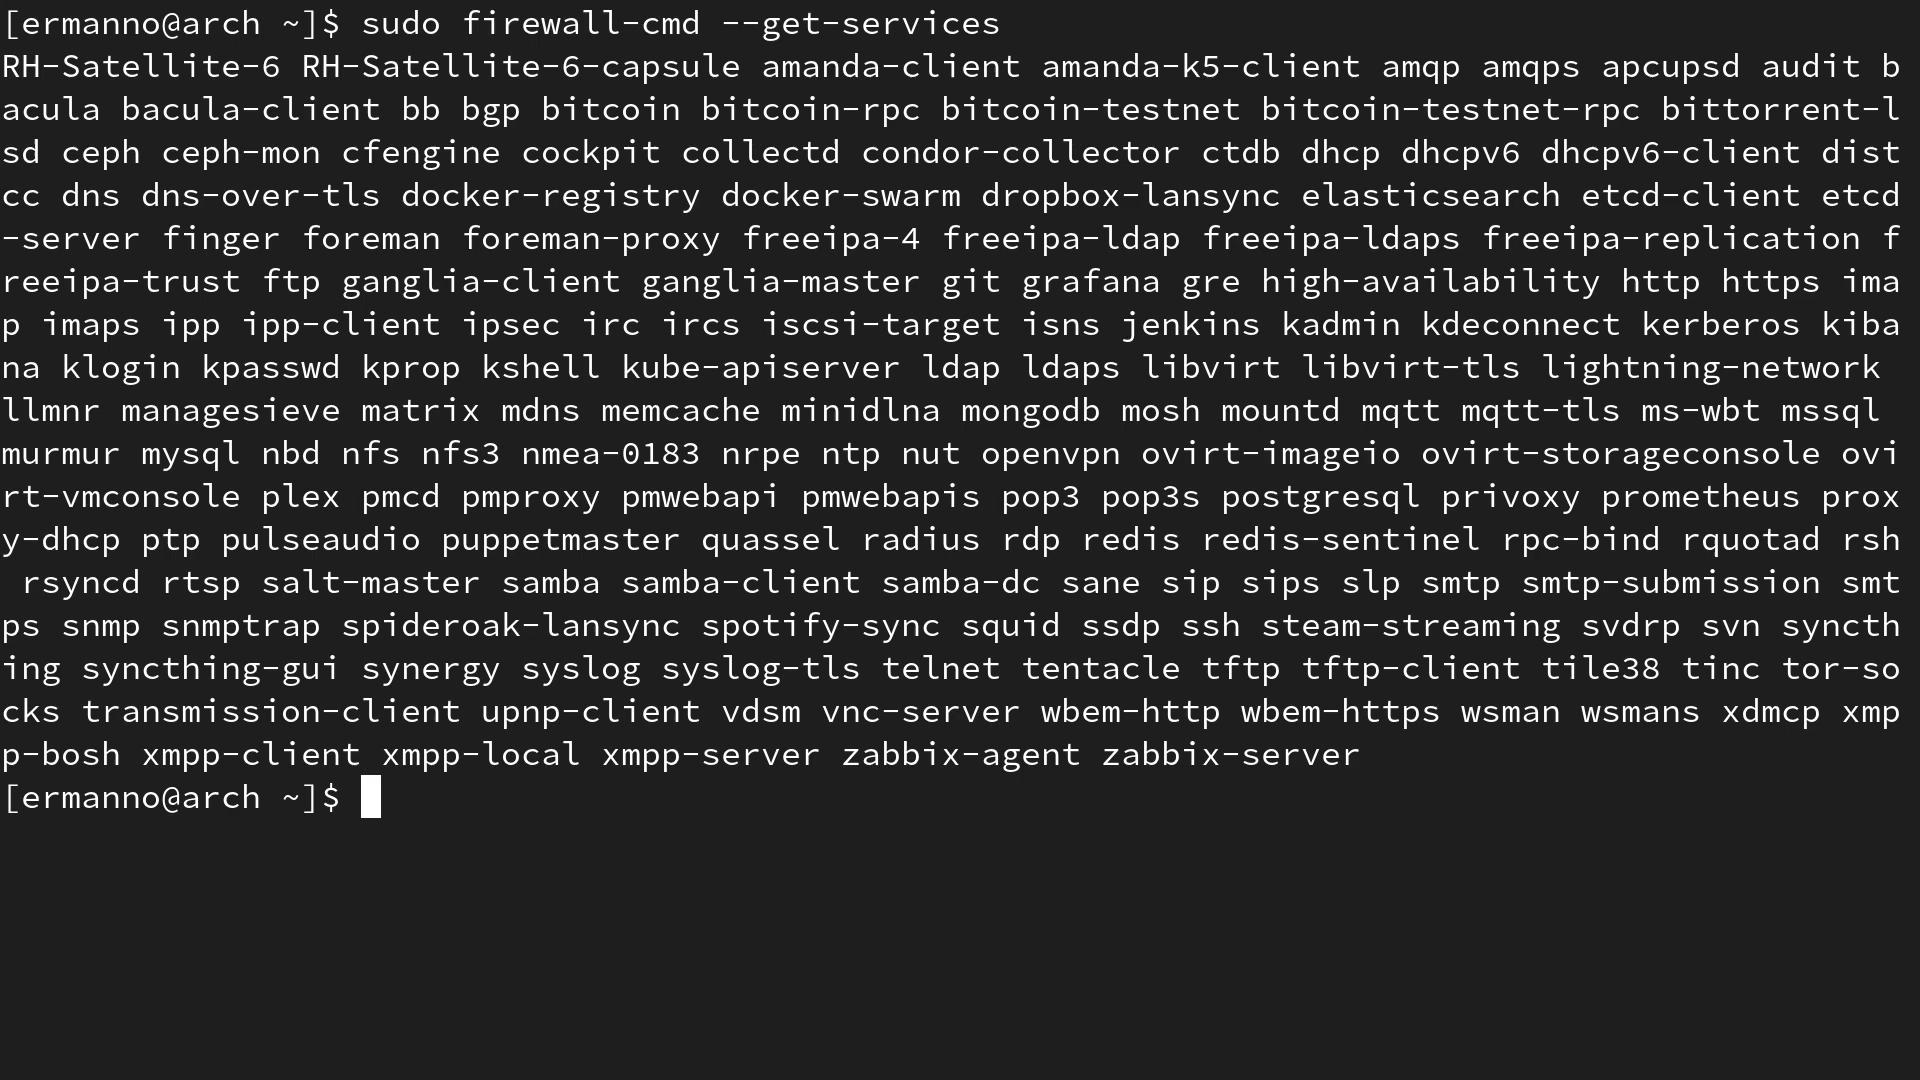 [ermanno@arch ~]$ sudo firewall-cmd --get-services
RH-Satellite-6 RH-Satellite-6-capsule amanda-client amanda-k5-client amqp amqps apcupsd audit b
acula bacula-client bb bgp bitcoin bitcoin-rpc bitcoin-testnet bitcoin-testnet-rpc bittorrent-l
sd ceph ceph-mon cfengine cockpit collectd condor-collector ctdb dhcp dhcpv6 dhcpv6-client dist
cc dns dns-over-tls docker-registry docker-swarm dropbox-lansync elasticsearch etcd-client etcd
-server finger foreman foreman-proxy freeipa-4 freeipa-ldap freeipa-ldaps freeipa-replication f
reeipa-trust ftp ganglia-client ganglia-master git grafana gre high-availability http https ima
p imaps ipp ipp-client ipsec irc ircs iscsi-target isns jenkins kadmin kdeconnect kerberos kiba
na klogin kpasswd kprop kshell kube-apiserver ldap ldaps libvirt libvirt-tls lightning-network
llmnr managesieve matrix mdns memcache minidlna mongodb mosh mountd mqtt mqtt-tls ms-wbt mssql
murmur mysql nbd nfs nfs3 nmea-0183 nrpe ntp nut openvpn ovirt-imageio ovirt-storageconsole ovi
rt-vmconsole plex pmcd pmproxy pmwebapi pmwebapis pop3 pop3s postgresql privoxy prometheus prox
y-dhcp ptp pulseaudio puppetmaster quassel radius rdp redis redis-sentinel rpc-bind rquotad rsh
 rsyncd rtsp salt-master samba samba-client samba-dc sane sip sips slp smtp smtp-submission smt
ps snmp snmptrap spideroak-lansync spotify-sync squid ssdp ssh steam-streaming svdrp svn syncth
ing syncthing-gui synergy syslog syslog-tls telnet tentacle tftp tftp-client tile38 tinc tor-so
cks transmission-client upnp-client vdsm vnc-server wbem-http wbem-https wsman wsmans xdmcp xmp
p-bosh xmpp-client xmpp-local xmpp-server zabbix-agent zabbix-server
[ermanno@arch ~]$